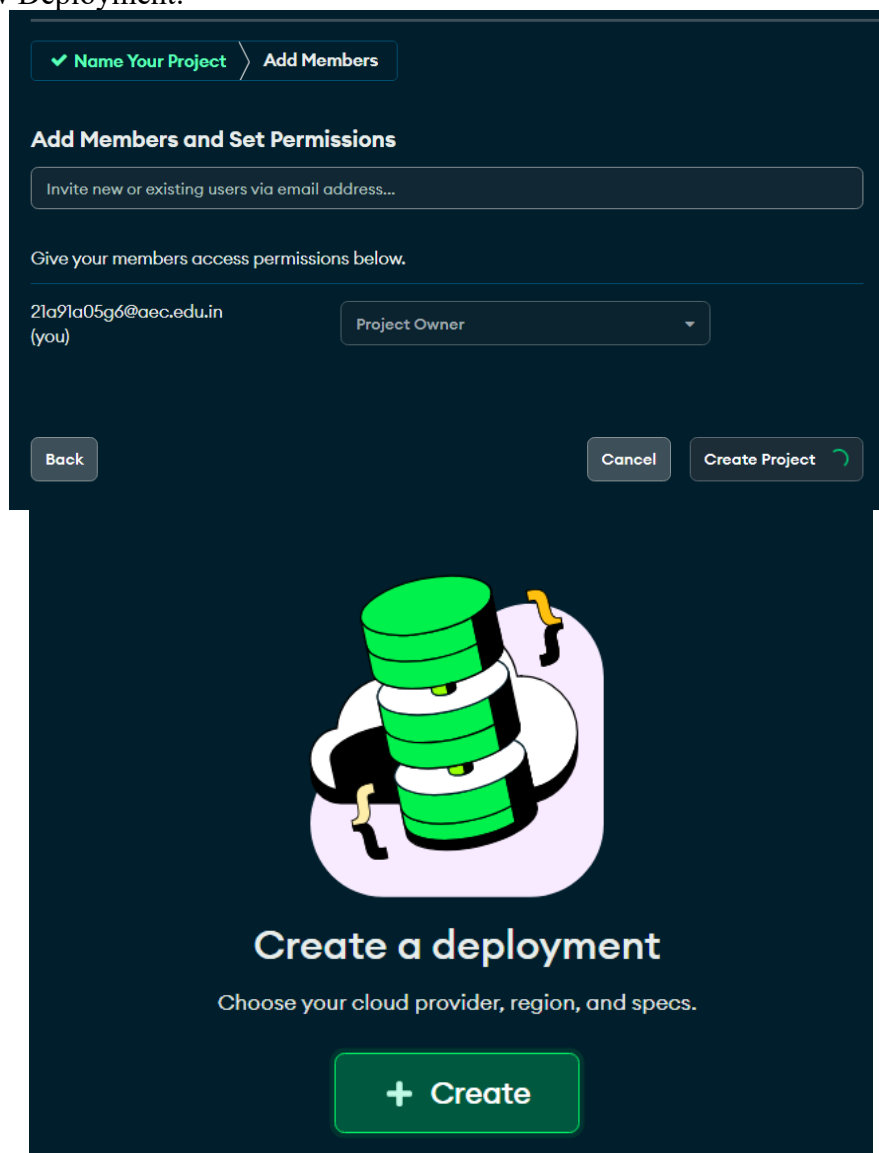 Deployment.
Name Your Project
Add Members
Add Members and Set Permissions
Invite new or existing users via email address...
Give your members access permissions below.
21a91a05g6@aec.edu.in
(you)
Project Owner
Back
Cancel
Create Project
Create a deployment
Choose your cloud provider, region, and specs.
+ Create